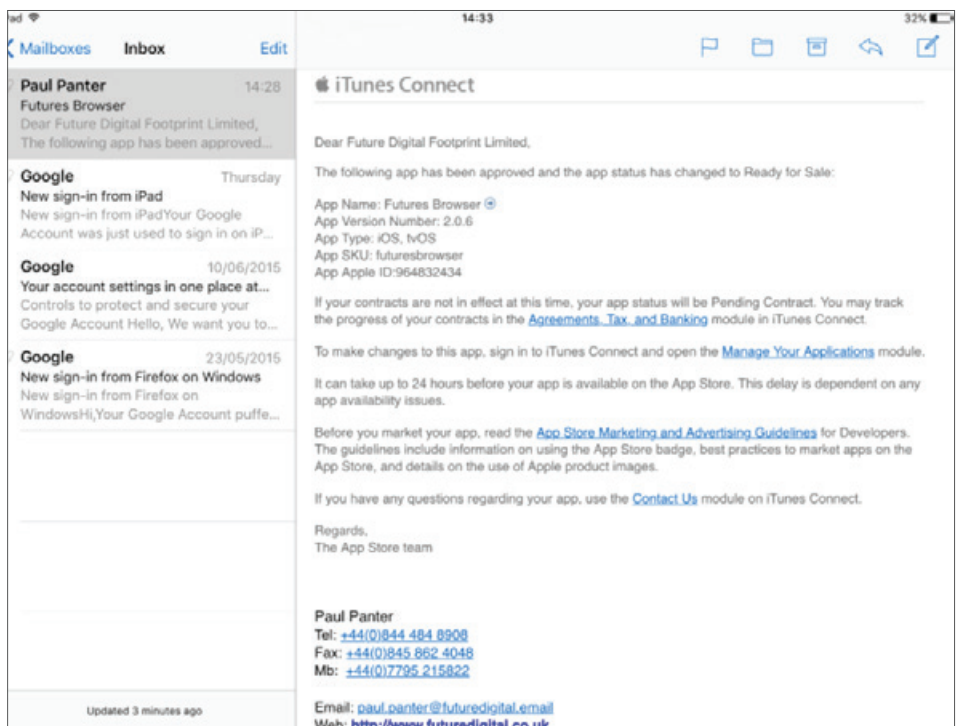 ad 14:33 32%
Mailboxes Inbox Edit
Paul Panter 14:28
Futures Browser
Dear Future Digital Footprint Limited,
The following app has been approved...
Google Thursday
New sign-in from iPad
New sign-in from iPadYour Google
Account was just used to sign in on iP...
Google 10/06/2015
Your account settings in one place at...
Controls to protect and secure your
Google Account Hello, We want you to...
Google 23/05/2015
New sign-in from Firefox on Windows
New sign-in from Firefox on
WindowsHi,Your Google Account puffe...
Updated 3 minutes ago
iTunes Connect
Dear Future Digital Footprint Limited,
The following app has been approved and the app status has changed to Ready for Sale:
App Name: Futures Browser
App Version Number: 2.0.6
App Type: iOS, tvOS
App SKU: futuresbrowser
App Apple ID:964832434
If your contracts are not in effect at this time, your app status will be Pending Contract. You may track
the progress of your contracts in the Agreements, Tax, and Banking module in iTunes Connect.
To make changes to this app, sign in to iTunes Connect and open the Manage Your Applications module.
It can take up to 24 hours before your app is available on the App Store. This delay is dependent on any
app availability issues.
Before you market your app, read the App Store Marketing and Advertising Guidelines for Developers.
The guidelines include information on using the App Store badge, best practices to market apps on the
App Store, and details on the use of Apple product images.
If you have any questions regarding your app, use the Contact Us module on iTunes Connect.
Regards,
The App Store team
Paul Panter
Tel: +44(0)844 484 8908
Fax: +44(0)845 862 4048
Mb: +44(0)7795 215822
Email: paul.panter@futuredigital.email
Web: http://www.futuredigital.co.uk